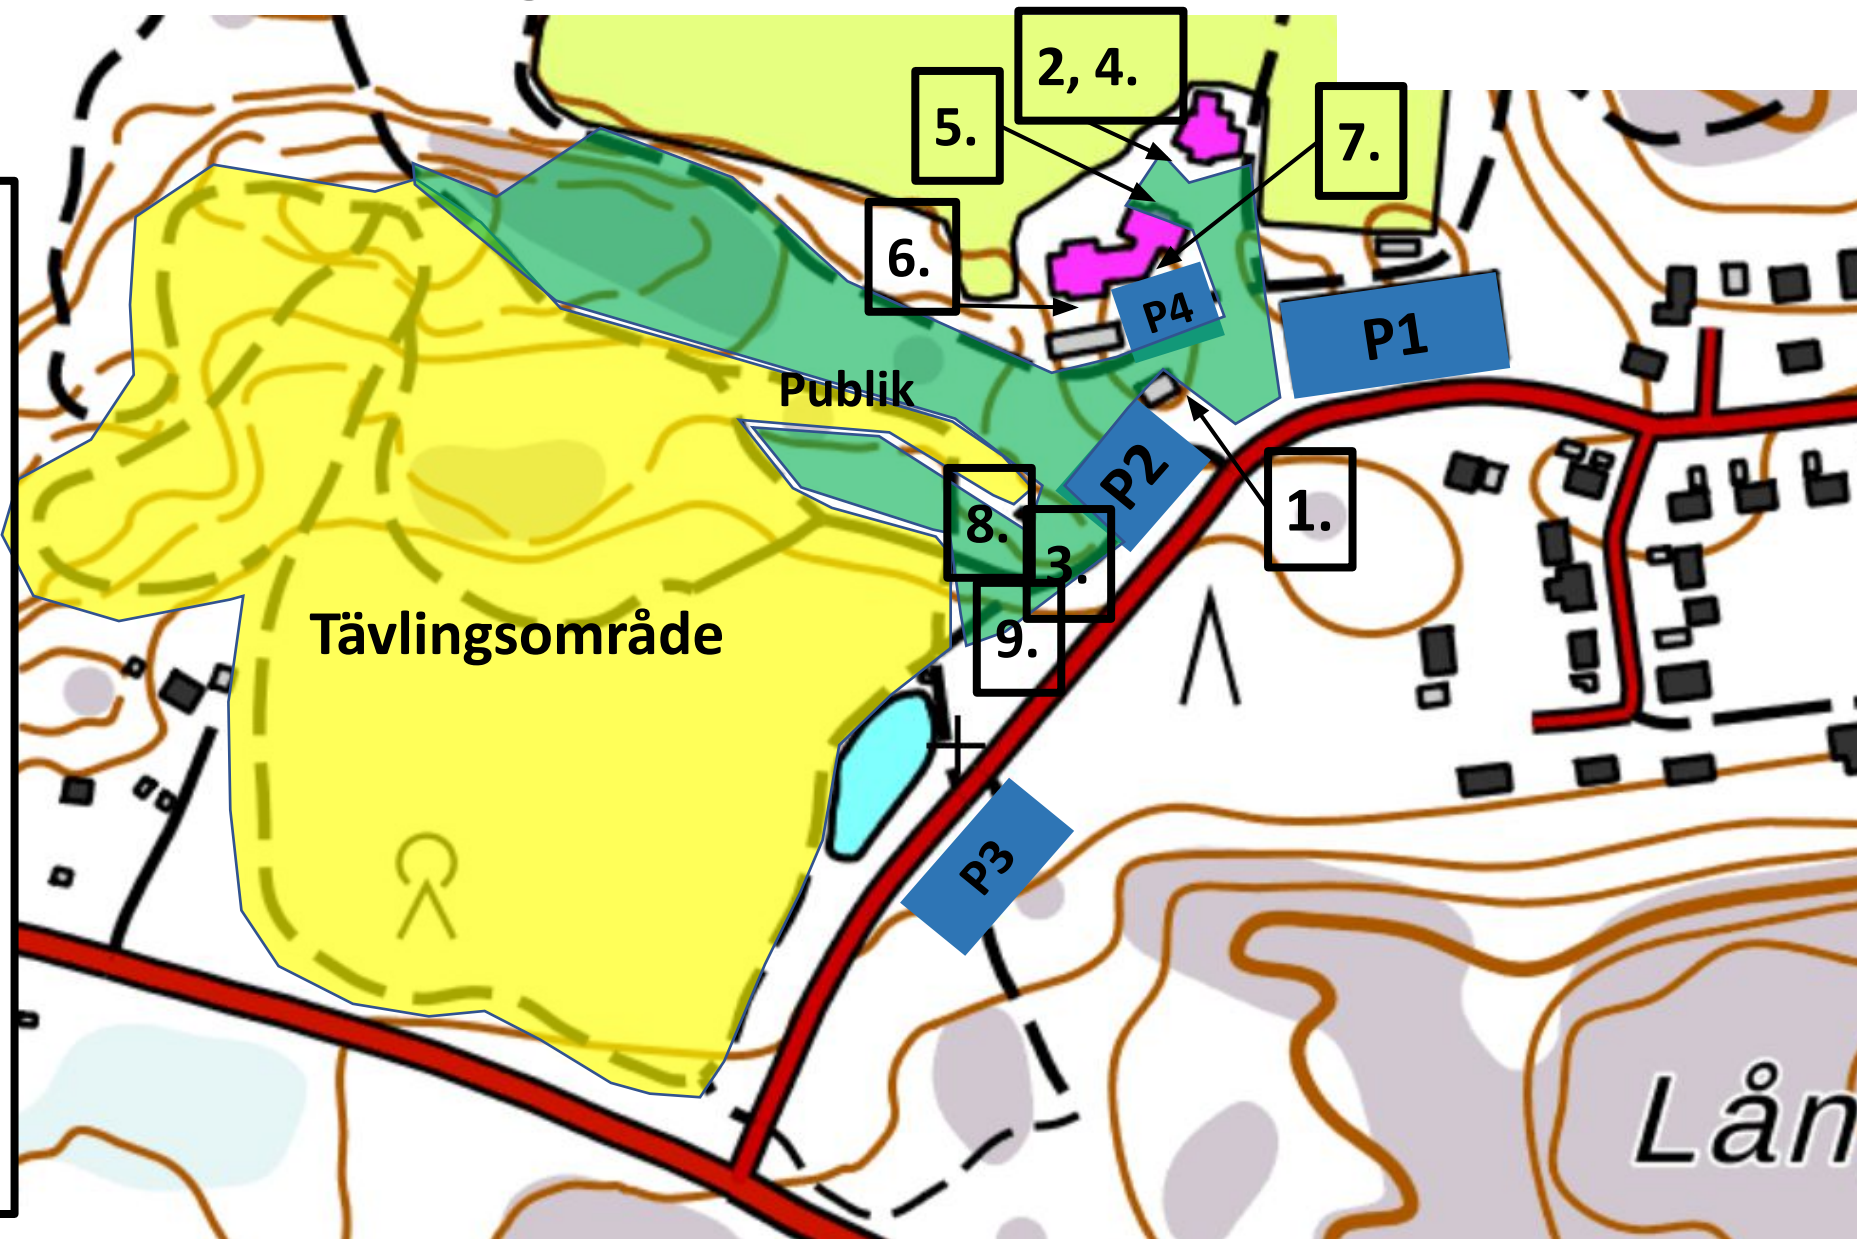 2, 4.
5.
7.
6.
P4
P1
Publik
P2
1.
8.
3.
Tävlingsområde
9.
P3
Lån